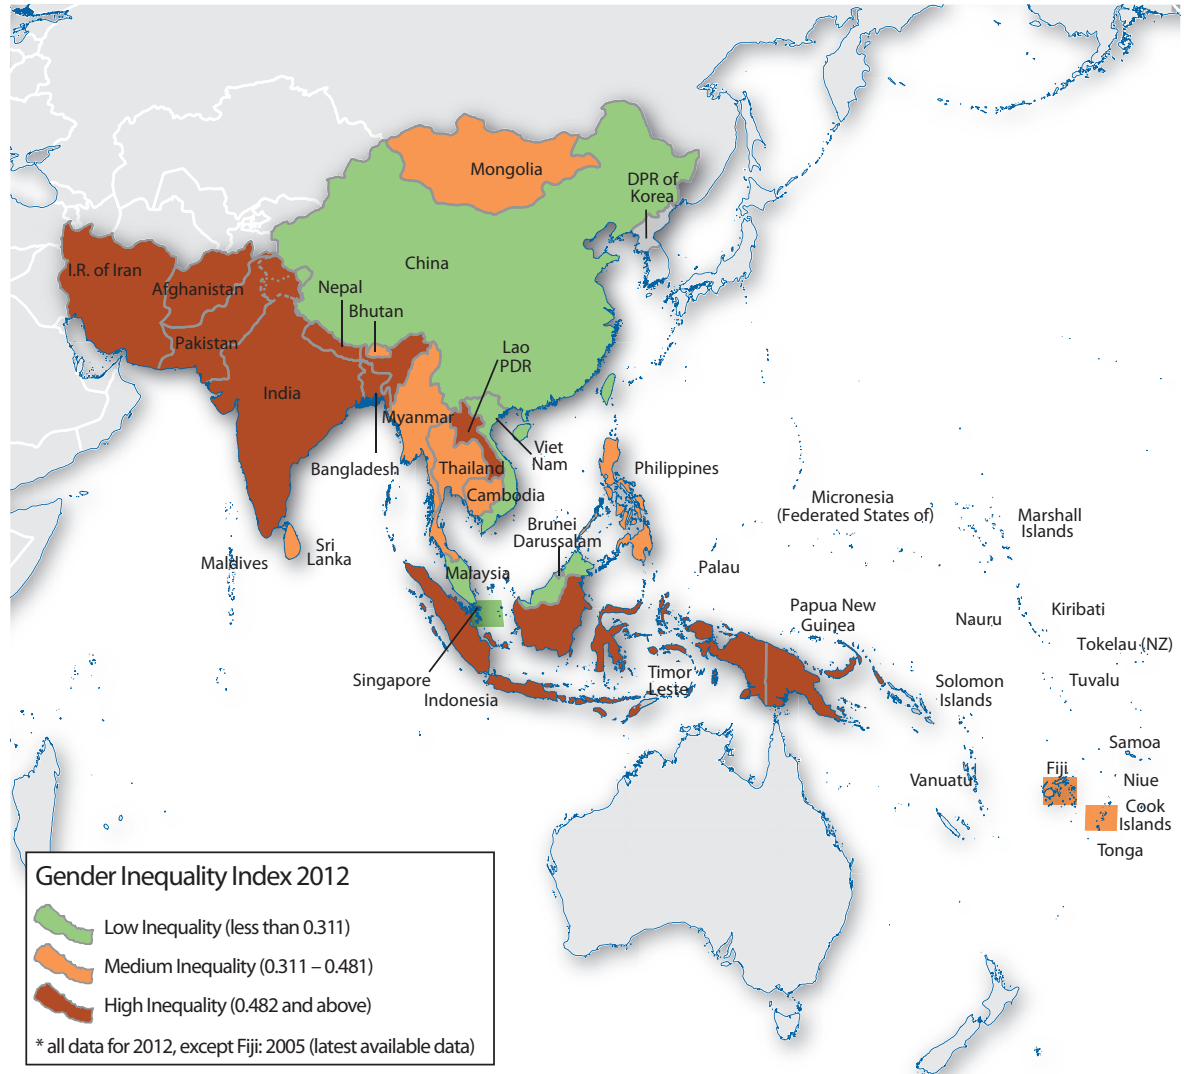 Mongolia
DPR of
Korea
China
I.R. of Iran
Afghanistan
Nepal
Bhutan
Pakistan
Lao
PDR
India
Myanmar
Viet
Nam
Bangladesh
Thailand
Philippines
Cambodia
Micronesia
(Federated States of)
Marshall
Islands
Brunei
Darussalam
Sri
Lanka
Maldives
Malaysia
Palau
Papua New
Guinea
Nauru
Kiribati
Tokelau (NZ)
Singapore
Indonesia
Timor
Leste
Solomon
Islands
Tuvalu
Samoa
Vanuatu
Fiji
Niue
Cook
Islands
Tonga
Gender Inequality Index 2012
Low Inequality (less than 0.311)
Medium Inequality (0.311 – 0.481)
High Inequality (0.482 and above)
* all data for 2012, except Fiji: 2005 (latest available data)